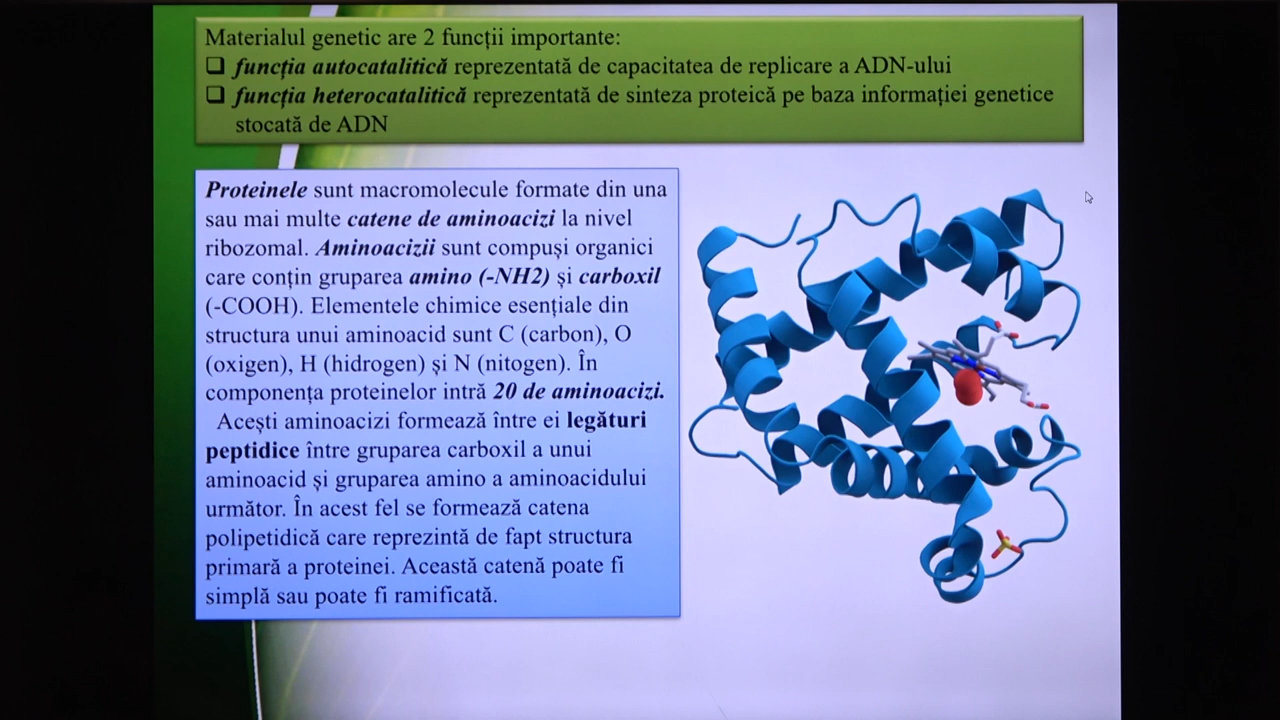 Materialul genetic are 2 funcții importante:
❑ funcția autocatalitică reprezentată de capacitatea de replicare a ADN-ului
❑ funcția heterocatalitică reprezentată de sinteza proteică pe baza informației genetice
stocată de ADN
Proteinele sunt macromolecule formate din una
sau mai multe catene de aminoacizi la nivel
ribozomal. Aminoacizii sunt compuși organici
care conțin gruparea amino (-NH2) și carboxil
(-COOH). Elementele chimice esențiale din
structura unui aminoacid sunt C (carbon), O
(oxigen), H (hidrogen) și N (nitogen). În
componența proteinelor intră 20 de aminoacizi.
Acești aminoacizi formează între ei legături
peptidice între gruparea carboxil a unui
aminoacid și gruparea amino a aminoacidului
următor. În acest fel se formează catena
polipetidică care reprezintă de fapt structura
primară a proteinei. Această catenă poate fi
simplă sau poate fi ramificată.